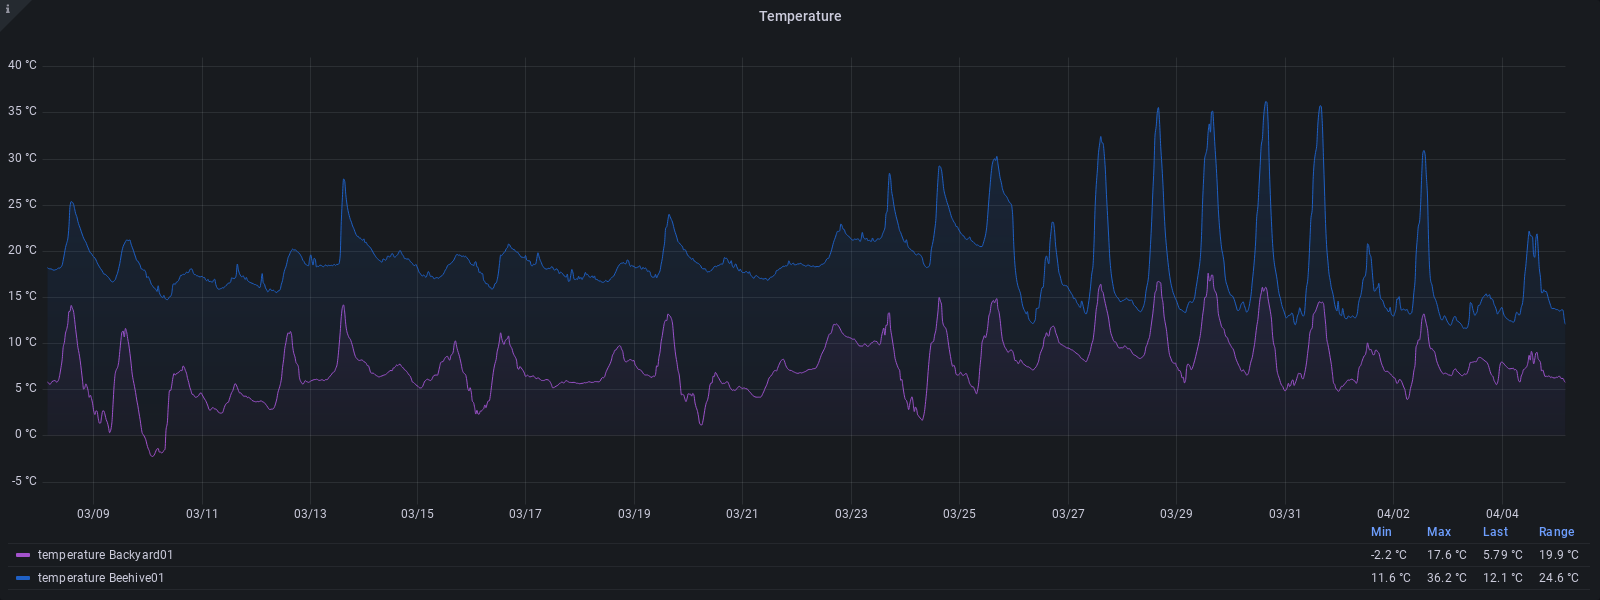 i
Temperature
40 °C
35 °C
30 °C
25 °C
20 °C
15 °C
10 °C
5 °C
0 °C
-5 °C
03/09 03/11 03/13 03/15 03/17 03/19 03/21 03/23 03/25 03/27 03/29 03/31 04/02 04/04
Min Max Last Range
temperature Backyard01 -2.2 °C 17.6 °C 5.79 °C 19.9 °C
temperature Beehive01 11.6 °C 36.2 °C 12.1 °C 24.6 °C